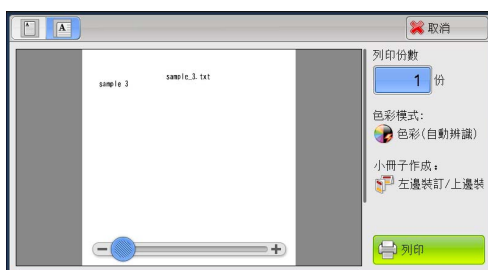 A
A
取消
sample_3.txt
sample 3
列印份數
1 份
色彩模式:
色彩(自動辨識)
小冊子作成:
左邊裝訂/上邊裝
列印